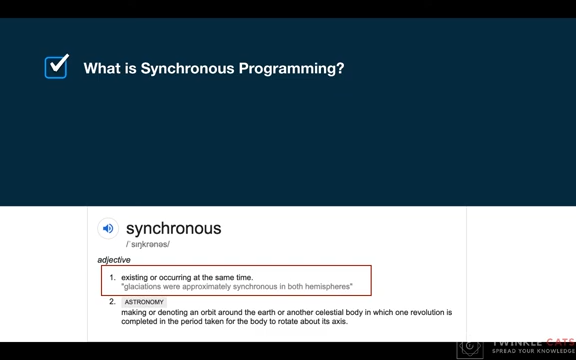 What is Synchronous Programming?
synchronous
/ˈsɪŋkrənəs/
adjective
1. existing or occurring at the same time.
"glaciations were approximately synchronous in both hemispheres"
2. ASTRONOMY
making or denoting an orbit around the earth or another celestial body in which one revolution is
completed in the period taken for the body to rotate about its axis.
TWINKLE CATS
SPREAD YOUR KNOWLEDGE